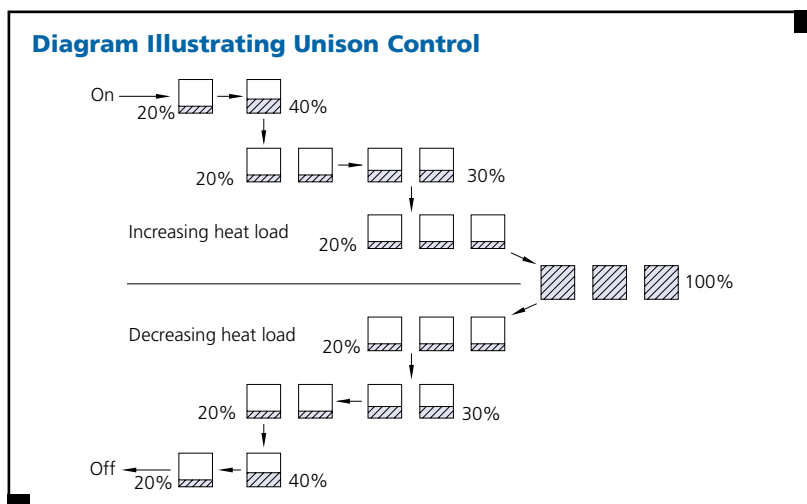 Diagram Illustrating Unison Control
On
20%
40%
20%
30%
Increasing heat load
20%
100%
Decreasing heat load
20%
20%
30%
Off
20%
40%